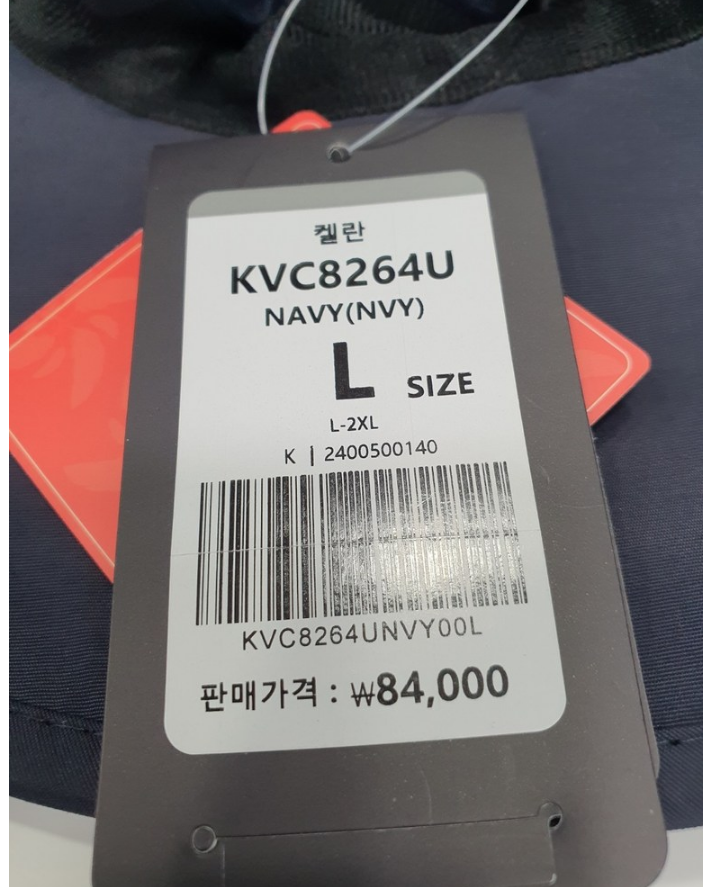 켈란
KVC8264U
NAVY(NVY)
L SIZE
L-2XL
K | 2400500140
KVC8264UNVY00L
판매가격 : ₩84,000